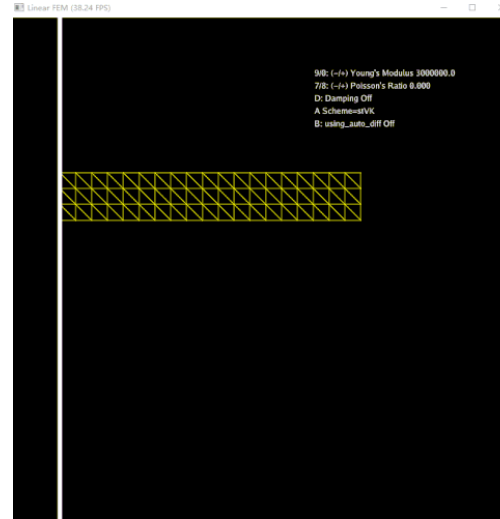 Linear FEM (38.24 FPS)
9/0: (-/+) Young's Modulus 3000000.0
7/8: (-/+) Poisson's Ratio 0.000
D: Damping Off
A Scheme=stVK
B: using_auto_diff Off